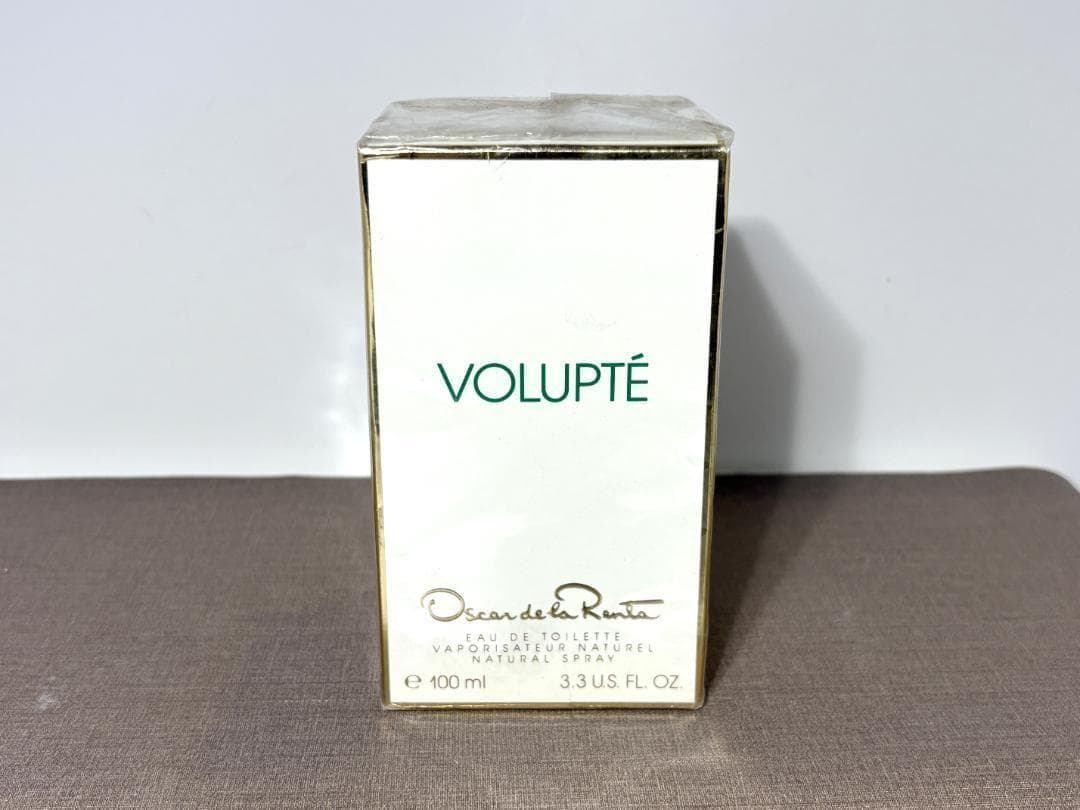 VOLUPTÉ
Oscar de la Renta
EAU DE TOILETTE
VAPORISATEUR NATUREL
NATURAL SPRAY
℮ 100 ml 3.3 U.S. FL. OZ.